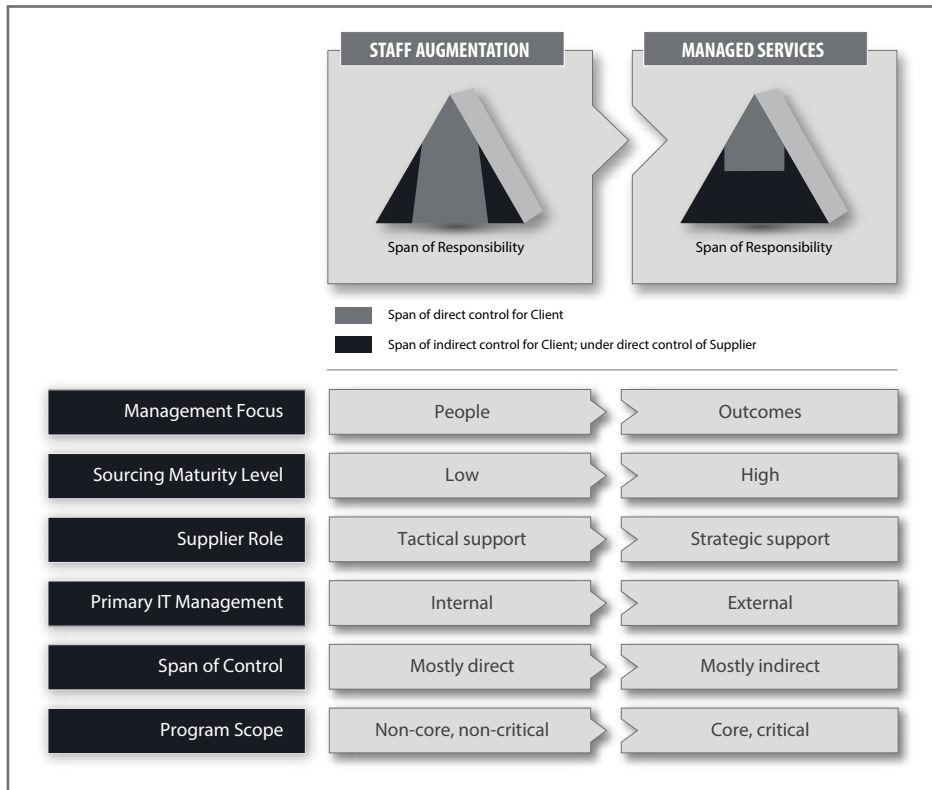 STAFF AUGMENTATION
MANAGED SERVICES
Span of Responsibility
Span of Responsibility
Span of direct control for Client
Span of indirect control for Client; under direct control of Supplier
Management Focus
People
Outcomes
Sourcing Maturity Level
Low
High
Supplier Role
Tactical support
Strategic support
Primary IT Management
Internal
External
Span of Control
Mostly direct
Mostly indirect
Program Scope
Non-core, non-critical
Core, critical